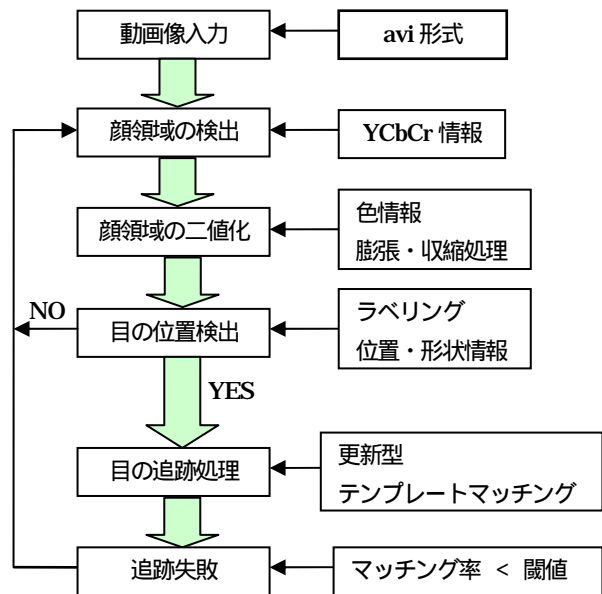 動画像入力
avi 形式
顔領域の検出
YCbCr 情報
顔領域の二値化
色情報
膨張・収縮処理
NO
目の位置検出
ラベリング
位置・形状情報
YES
目の追跡処理
更新型
テンプレートマッチング
追跡失敗
マッチング率 < 閾値